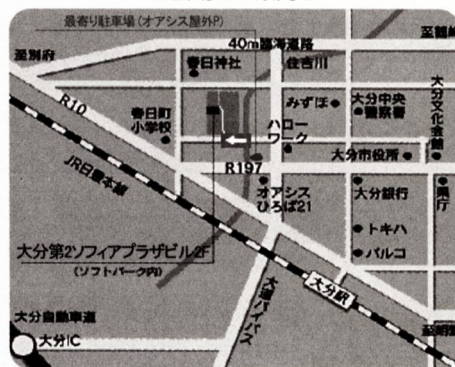 最寄り駐車場(オアシス屋外P)
40m臨海道路
至別府
春日神社
住吉川
至鶴崎
R10
みずほ
大分中央
警察署
大分文化会館
春日町
小学校
ハロー
ワーク
大分市役所
R197
JR日豊本線
オアシス
ひろば21
大分銀行
県庁
トキハ
パルコ
大分第2ソフィアプラザビル2F
(ソフトパーク内)
大分駅
大道バイパス
大分自動車道
大分IC